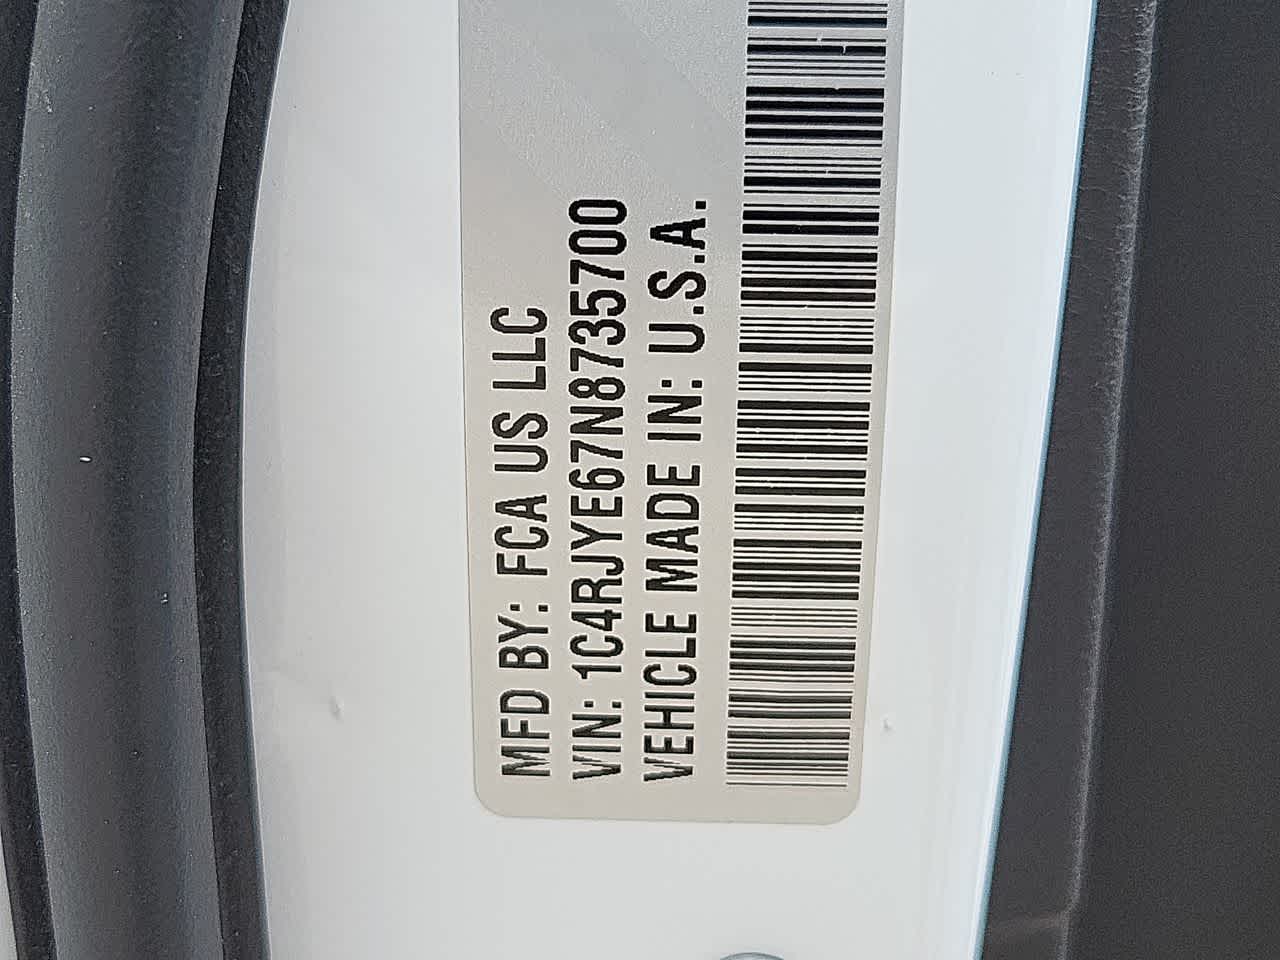 MFD BY: FCA US LLC
VIN: 1C4RJYE67N8735700
VEHICLE MADE IN: U.S.A.